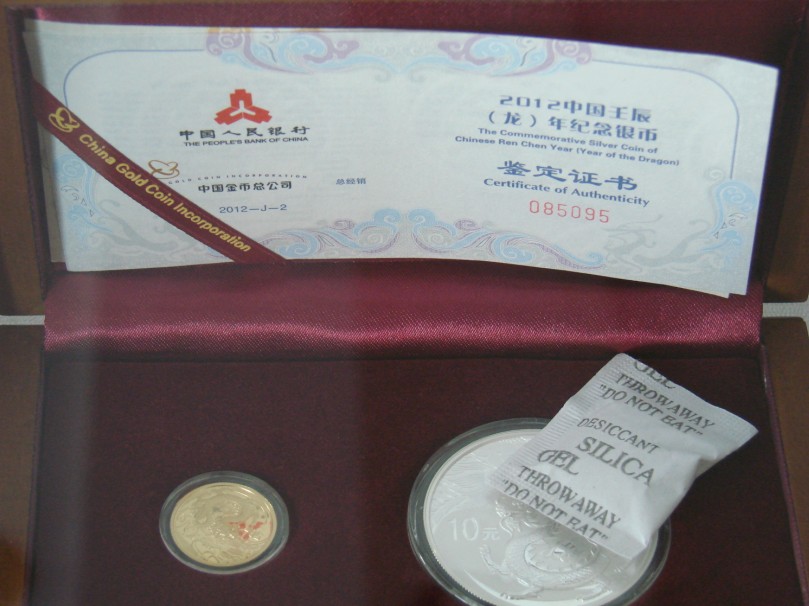 中国人民银行
THE PEOPLE'S BANK OF CHINA
GOLD COIN INCORPORATION
中国金币总公司
总经销
2012—J—2
China Gold Coin Incorporation
2012中国壬辰
（龙）年纪念银币
The Commemorative Silver Coin of
Chinese Ren Chen Year (Year of the Dragon)
鉴定证书
Certificate of Authenticity
085095
GEL
THROWAWAY
"DO NOT EAT"
DESICCANT
SILICA
GEL
THROWAWAY
"DO NOT EAT"
10元